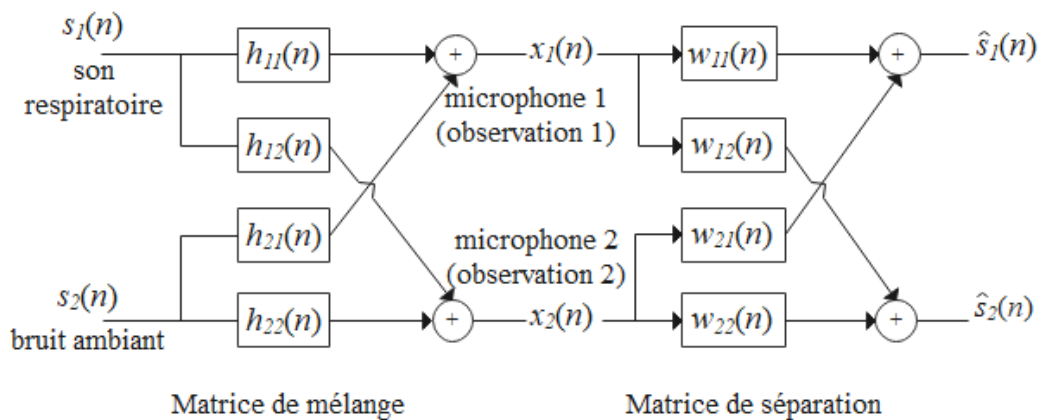 s₁(n)
son
respiratoire
h₁₁(n)
+
x₁(n)
w₁₁(n)
+
ŝ₁(n)
microphone 1
(observation 1)
h₁₂(n)
w₁₂(n)
h₂₁(n)
microphone 2
(observation 2)
w₂₁(n)
s₂(n)
bruit ambiant
h₂₂(n)
+
x₂(n)
w₂₂(n)
+
ŝ₂(n)
Matrice de mélange
Matrice de séparation